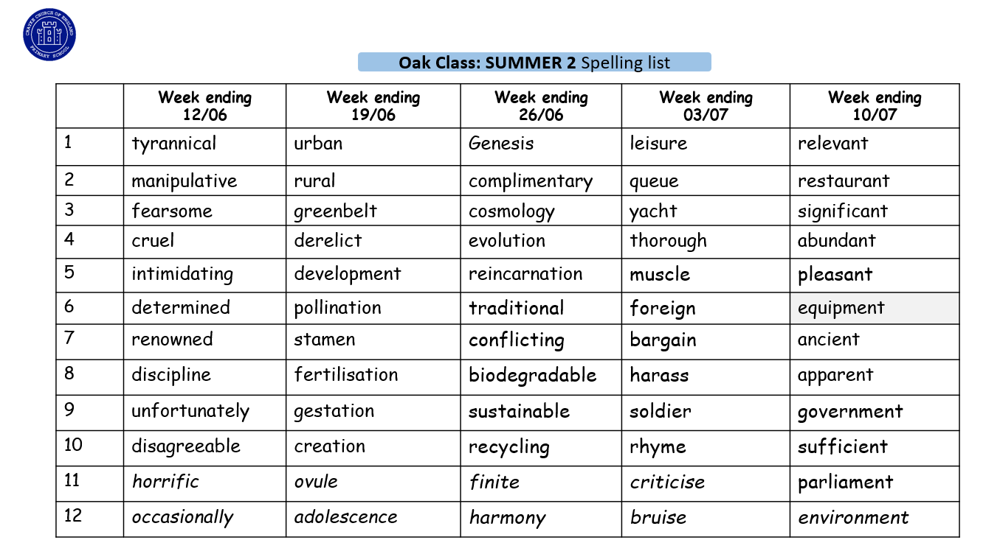 CRAYKE CHURCH OF ENGLAND
PRIMARY SCHOOL
Oak Class: SUMMER 2 Spelling list
Week ending 12/06 Week ending 19/06 Week ending 26/06 Week ending 03/07 Week ending 10/07
1 tyrannical urban Genesis leisure relevant
2 manipulative rural complimentary queue restaurant
3 fearsome greenbelt cosmology yacht significant
4 cruel derelict evolution thorough abundant
5 intimidating development reincarnation muscle pleasant
6 determined pollination traditional foreign equipment
7 renowned stamen conflicting bargain ancient
8 discipline fertilisation biodegradable harass apparent
9 unfortunately gestation sustainable soldier government
10 disagreeable creation recycling rhyme sufficient
11 horrific ovule finite criticise parliament
12 occasionally adolescence harmony bruise environment